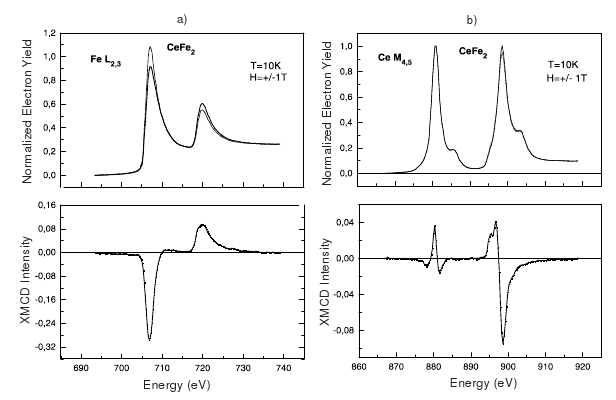 a)
b)
1,2
1,0
0,8
0,6
0,4
0,2
0,0
Normalized Electron Yield
Fe L2,3
CeFe2
T=10K
H=+/-1T
1,0
0,8
0,6
0,4
0,2
0,0
Normalized Electron Yield
Ce M4,5
CeFe2
T=10K
H=+/- 1T
0,16
0,08
0,00
-0,08
-0,16
-0,24
-0,32
XMCD Intensity
690 700 710 720 730 740
Energy (eV)
0,04
0,00
-0,04
-0,08
XMCD Intensity
860 870 880 890 900 910 920
Energy (eV)